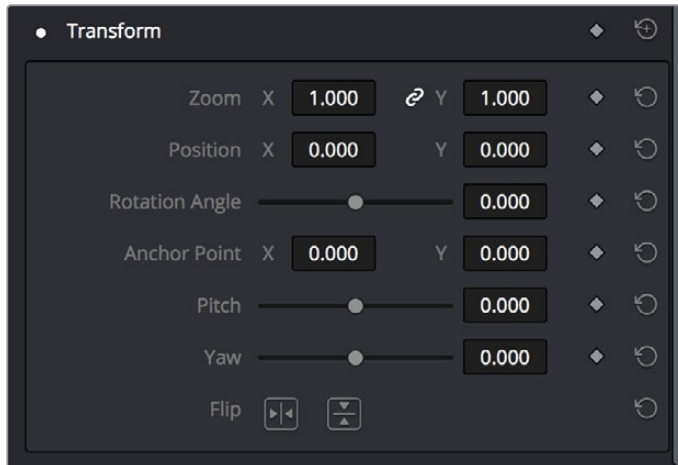 Transform
Zoom X 1.000 Y 1.000
Position X 0.000 Y 0.000
Rotation Angle 0.000
Anchor Point X 0.000 Y 0.000
Pitch 0.000
Yaw 0.000
Flip